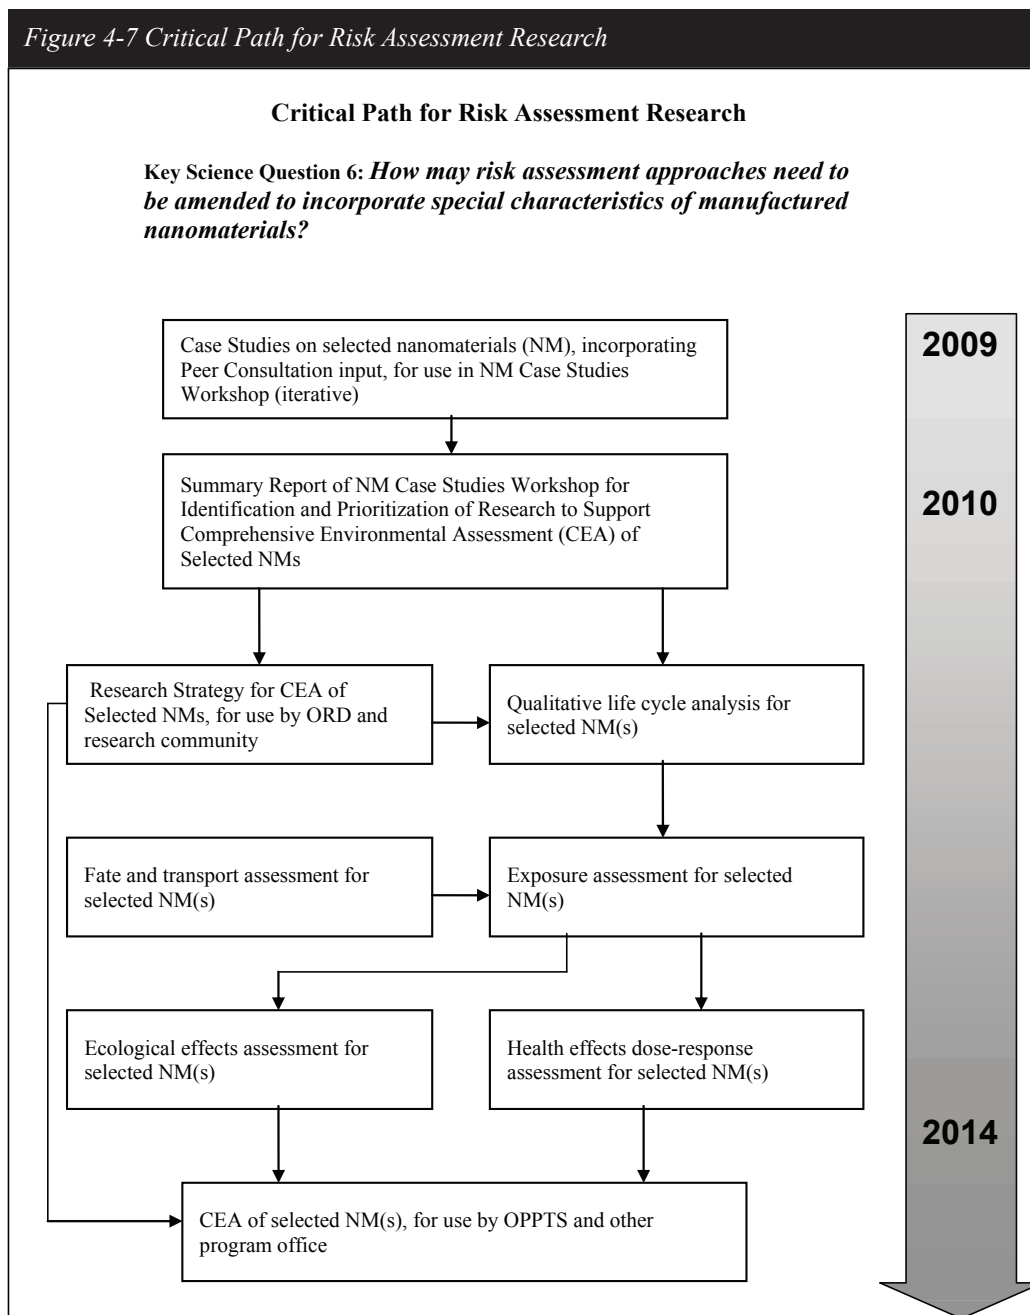 Figure 4-7 Critical Path for Risk Assessment Research
Critical Path for Risk Assessment Research
Key Science Question 6: How may risk assessment approaches need to
be amended to incorporate special characteristics of manufactured
nanomaterials?
Case Studies on selected nanomaterials (NM), incorporating
Peer Consultation input, for use in NM Case Studies
Workshop (iterative)
2009
Summary Report of NM Case Studies Workshop for
Identification and Prioritization of Research to Support
Comprehensive Environmental Assessment (CEA) of
Selected NMs
2010
Research Strategy for CEA of
Selected NMs, for use by ORD and
research community
Qualitative life cycle analysis for
selected NM(s)
Fate and transport assessment for
selected NM(s)
Exposure assessment for selected
NM(s)
Ecological effects assessment for
selected NM(s)
Health effects dose-response
assessment for selected NM(s)
2014
CEA of selected NM(s), for use by OPPTS and other
program office